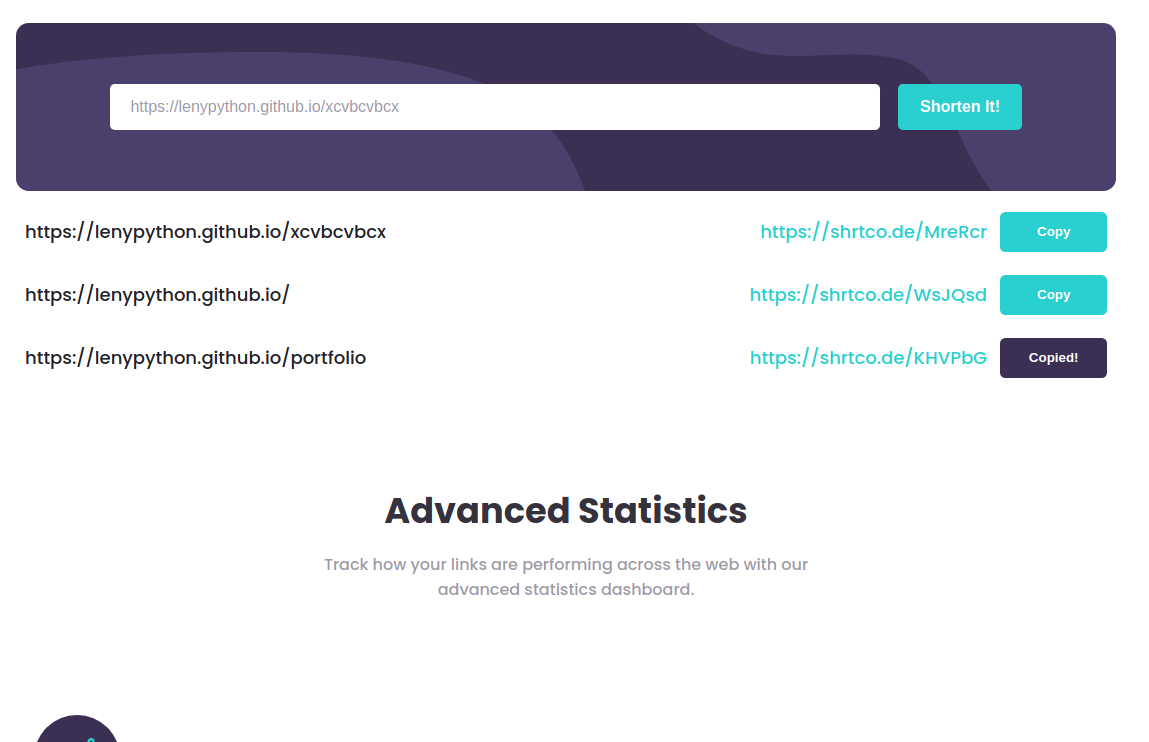 https://lenypython.github.io/xcvbcvbcx Shorten It!
https://lenypython.github.io/xcvbcvbcx https://shrtco.de/MreRcr Copy
https://lenypython.github.io/ https://shrtco.de/WsJQsd Copy
https://lenypython.github.io/portfolio https://shrtco.de/KHVPbG Copied!
Advanced Statistics
Track how your links are performing across the web with our
advanced statistics dashboard.